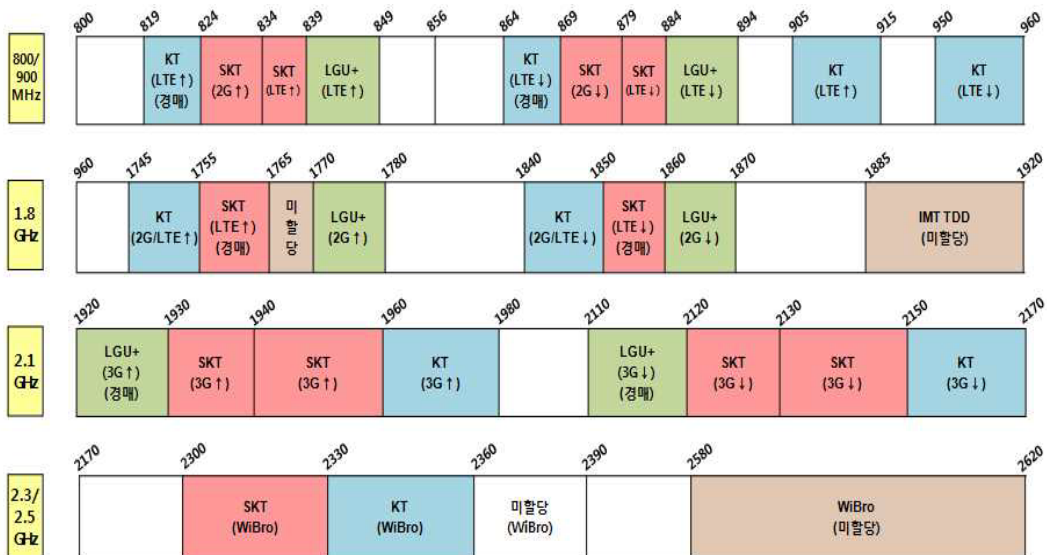 800 819 824 834 839 849 856 864 869 879 884 894 905 915 950 960
800/
900
MHz
KT
(LTE↑)
(경매)
SKT
(2G↑)
SKT
(LTE↑)
LGU+
(LTE↑)
KT
(LTE↓)
(경매)
SKT
(2G↓)
SKT
(LTE↓)
LGU+
(LTE↓)
KT
(LTE↑)
KT
(LTE↓)
960 1745 1755 1765 1770 1780 1840 1850 1860 1870 1885 1920
1.8
GHz
KT
(2G/LTE↑)
SKT
(LTE↑)
(경매)
미
할
당
LGU+
(2G↑)
KT
(2G/LTE↓)
SKT
(LTE↓)
(경매)
LGU+
(2G↓)
IMT TDD
(미할당)
1920 1930 1940 1960 1980 2110 2120 2130 2150 2170
2.1
GHz
LGU+
(3G↑)
(경매)
SKT
(3G↑)
SKT
(3G↑)
KT
(3G↑)
LGU+
(3G↓)
(경매)
SKT
(3G↓)
SKT
(3G↓)
KT
(3G↓)
2170 2300 2330 2360 2390 2580 2620
2.3/
2.5
GHz
SKT
(WiBro)
KT
(WiBro)
미할당
(WiBro)
WiBro
(미할당)